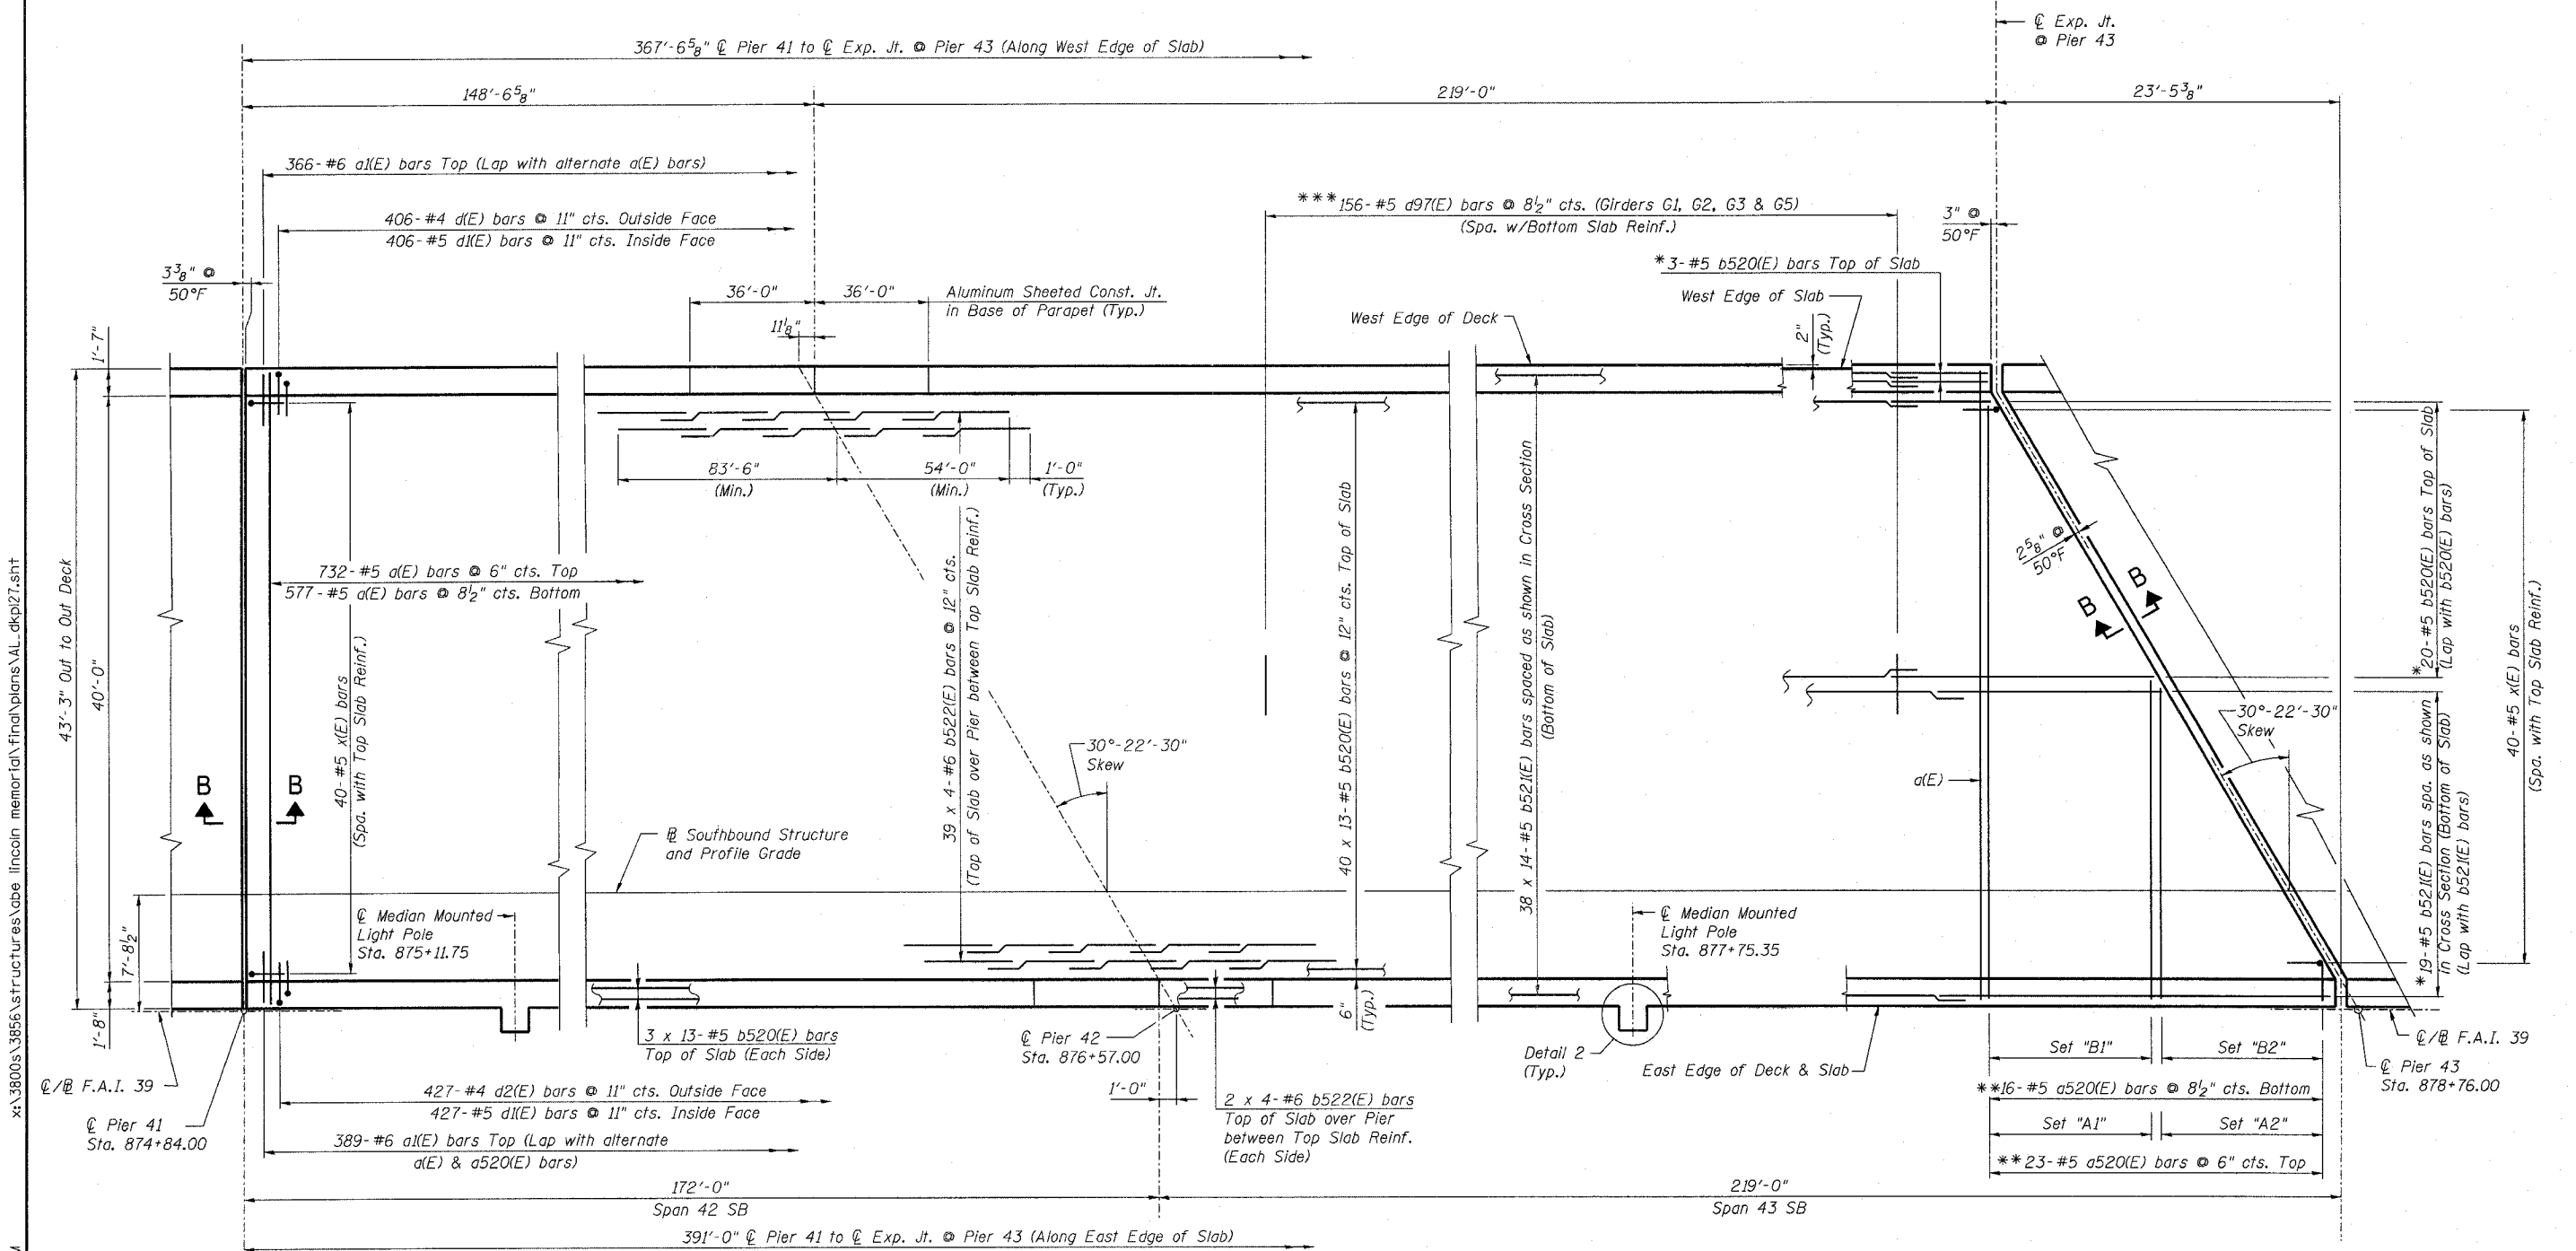 ℄ Exp. Jt.
@ Pier 43
367'-6⅝" ℄ Pier 41 to ℄ Exp. Jt. @ Pier 43 (Along West Edge of Slab)
148'-6⅝"
219'-0"
23'-5⅜"
366-#6 a1(E) bars Top (Lap with alternate a(E) bars)
406-#4 d(E) bars @ 11" cts. Outside Face
406-#5 d1(E) bars @ 11" cts. Inside Face
***156-#5 d97(E) bars @ 8½" cts. (Girders G1, G2, G3 & G5)
(Spa. w/Bottom Slab Reinf.)
3" @
50°F
3⅜" @
50°F
36'-0"
36'-0"
Aluminum Sheeted Const. Jt.
in Base of Parapet (Typ.)
11⅛"
*3-#5 b520(E) bars Top of Slab
West Edge of Slab
West Edge of Deck
2"
(Typ.)
1'-7"
43'-3" Out to Out Deck
40'-0"
83'-6"
(Min.)
54'-0"
(Min.)
1'-0"
(Typ.)
732-#5 a(E) bars @ 6" cts. Top
577-#5 a(E) bars @ 8½" cts. Bottom
40-#5 x(E) bars
(Spa. with Top Slab Reinf.)
39 x 4-#6 b522(E) bars @ 12" cts.
(Top of Slab over Pier between Top Slab Reinf.)
40 x 13-#5 b520(E) bars @ 12" cts. Top of Slab
38 x 14-#5 b521(E) bars spaced as shown in Cross Section
(Bottom of Slab)
2⅝" @
50°F
B
B
*20-#5 b520(E) bars Top of Slab
(Lap with b520(E) bars)
40-#5 x(E) bars
(Spa. with Top Slab Reinf.)
*19-#5 b521(E) bars spa. as shown
in Cross Section (Bottom of Slab)
(Lap with b521(E) bars)
30°-22'-30"
Skew
30°-22'-30"
Skew
a(E)
B
B
℔ Southbound Structure
and Profile Grade
7'-8½"
1'-8"
℄ Median Mounted
Light Pole
Sta. 875+11.75
℄ Median Mounted
Light Pole
Sta. 877+75.35
3 x 13-#5 b520(E) bars
Top of Slab (Each Side)
℄ Pier 42
Sta. 876+57.00
6"
(Typ.)
Detail 2
(Typ.)
East Edge of Deck & Slab
Set "B1"
Set "B2"
**16-#5 a520(E) bars @ 8½" cts. Bottom
Set "A1"
Set "A2"
**23-#5 a520(E) bars @ 6" cts. Top
℄/℔ F.A.I. 39
℄ Pier 43
Sta. 878+76.00
℄/℔ F.A.I. 39
℄ Pier 41
Sta. 874+84.00
427-#4 d2(E) bars @ 11" cts. Outside Face
427-#5 d1(E) bars @ 11" cts. Inside Face
389-#6 a1(E) bars Top (Lap with alternate
a(E) & a520(E) bars)
1'-0"
2 x 4-#6 b522(E) bars
Top of Slab over Pier
between Top Slab Reinf.
(Each Side)
172'-0"
Span 42 SB
219'-0"
Span 43 SB
391'-0" ℄ Pier 41 to ℄ Exp. Jt. @ Pier 43 (Along East Edge of Slab)
x:\3800s\3856\structures\abe lincoln memorial\final\plans\AL_dkpl27.sht